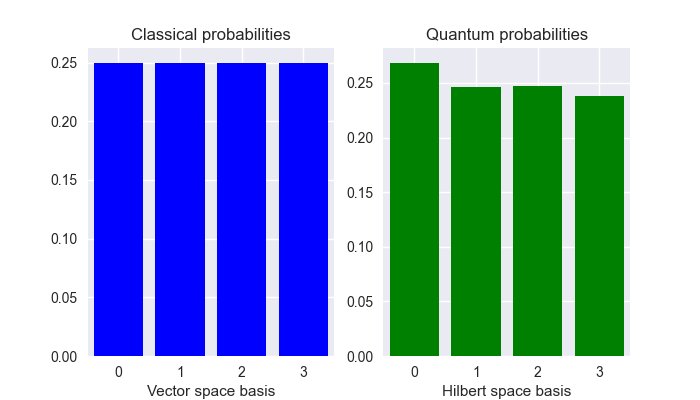 Classical probabilities
0.25
0.20
0.15
0.10
0.05
0.00
0 1 2 3
Vector space basis
Quantum probabilities
0.25
0.20
0.15
0.10
0.05
0.00
0 1 2 3
Hilbert space basis